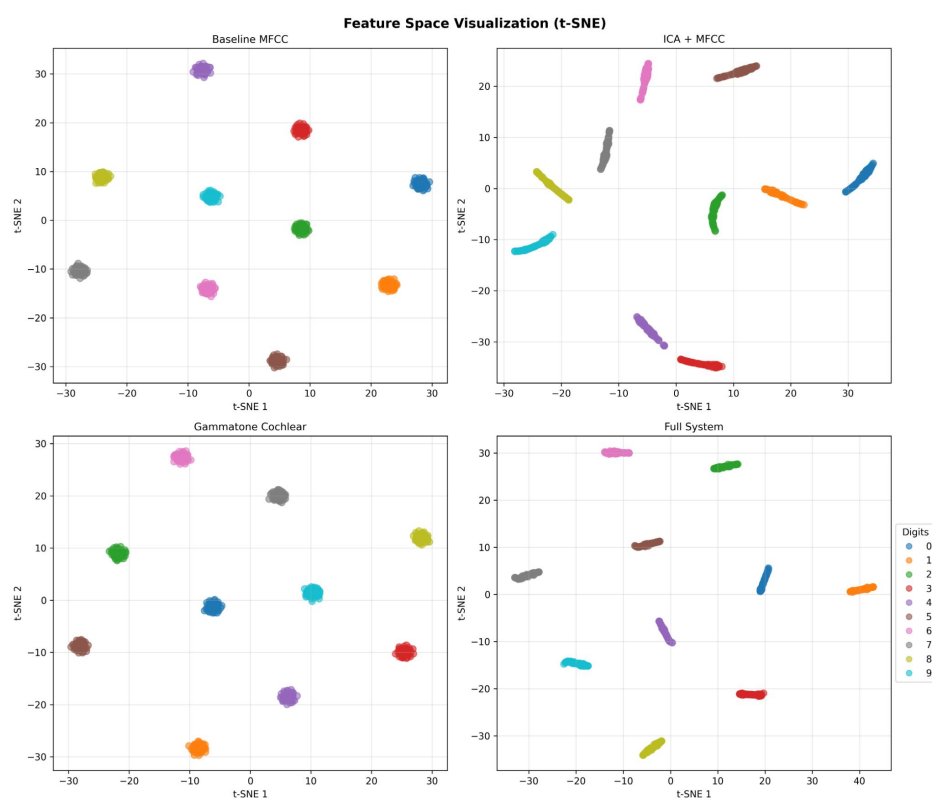 Feature Space Visualization (t-SNE)
Baseline MFCC
30
20
10
0
−10
−20
−30
t-SNE 2
−30 −20 −10 0 10 20 30
t-SNE 1
ICA + MFCC
20
10
0
−10
−20
−30
t-SNE 2
−30 −20 −10 0 10 20 30
t-SNE 1
Gammatone Cochlear
30
20
10
0
−10
−20
−30
t-SNE 2
−30 −20 −10 0 10 20 30
t-SNE 1
Full System
30
20
10
0
−10
−20
−30
t-SNE 2
−30 −20 −10 0 10 20 30 40
t-SNE 1
Digits
0
1
2
3
4
5
6
7
8
9